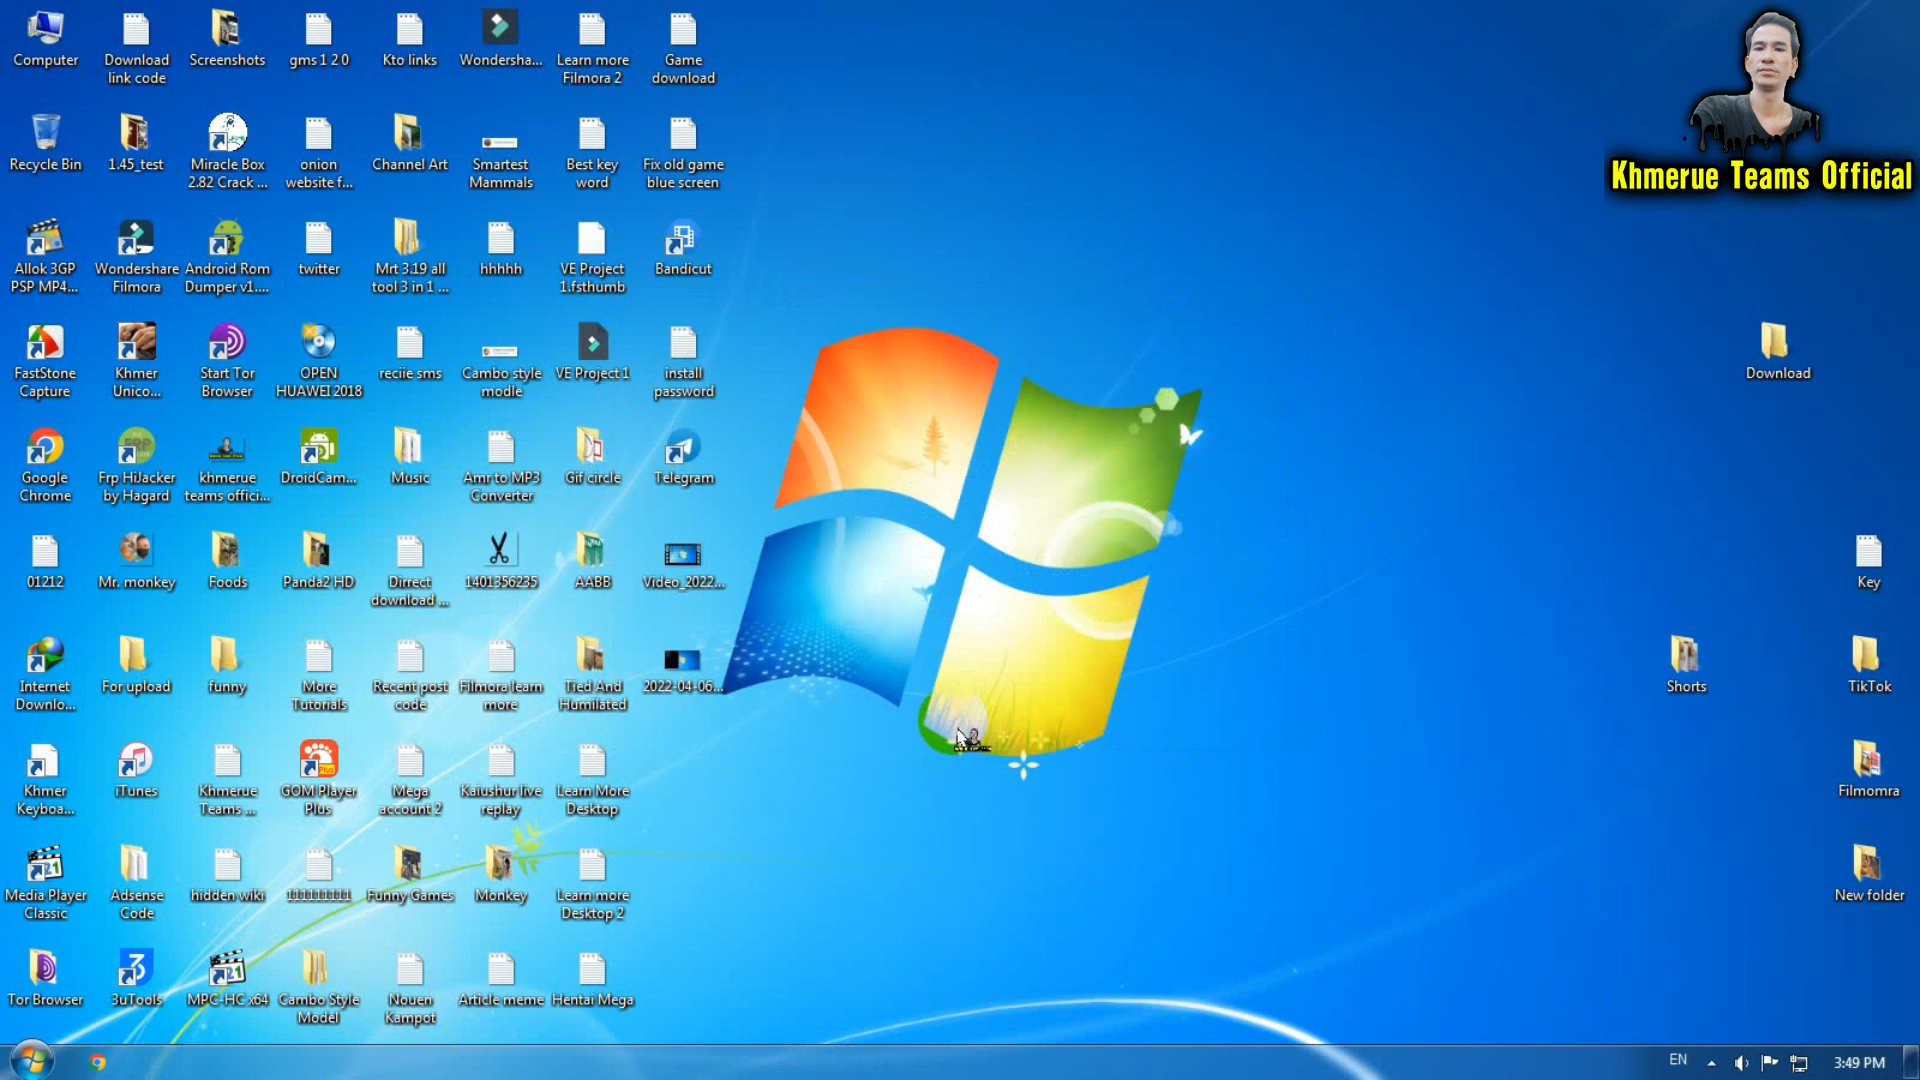 Computer
Download
link code
Screenshots
gms 1 2 0
Kto links
Wondersha...
Learn more
Filmora 2
Game
download
Khmerue Teams Official
Recycle Bin
1.45_test
Miracle Box
2.82 Crack ...
onion
website f...
Channel Art
Smartest
Mammals
Best key
word
Fix old game
blue screen
Allok 3GP
PSP MP4...
Wondershare
Filmora
Android Rom
Dumper v1....
twitter
Mrt 3.19 all
tool 3 in 1 ...
hhhhh
VE Project
1.fsthumb
Bandicut
FastStone
Capture
Khmer
Unico...
Start Tor
Browser
OPEN
HUAWEI 2018
reciie sms
Cambo style
modle
VE Project 1
install
password
Download
Google
Chrome
FRP
Frp HiJacker
by Hagard
khmerue
teams offici...
DroidCam...
Music
Amr to MP3
Converter
Gif circle
Telegram
01212
Mr. monkey
Foods
Panda2 HD
Dirrect
download ...
1401356235
AABB
Video_2022...
Key
Internet
Downlo...
For upload
funny
More
Tutorials
Recent post
code
Filmora learn
more
Tied And
Humilated
2022-04-06...
Shorts
TikTok
Khmer
Keyboa...
iTunes
Khmerue
Teams ...
Plus
GOM Player
Plus
Mega
account 2
Kaiushur live
replay
Learn More
Desktop
Filmomra
321
Media Player
Classic
Adsense
Code
hidden wiki
111111111
Funny Games
Monkey
Learn more
Desktop 2
New folder
Tor Browser
3
3uTools
321
MPC-HC x64
Cambo Style
Model
Nouen
Kampot
Article meme
Hentai Mega
EN
3:49 PM